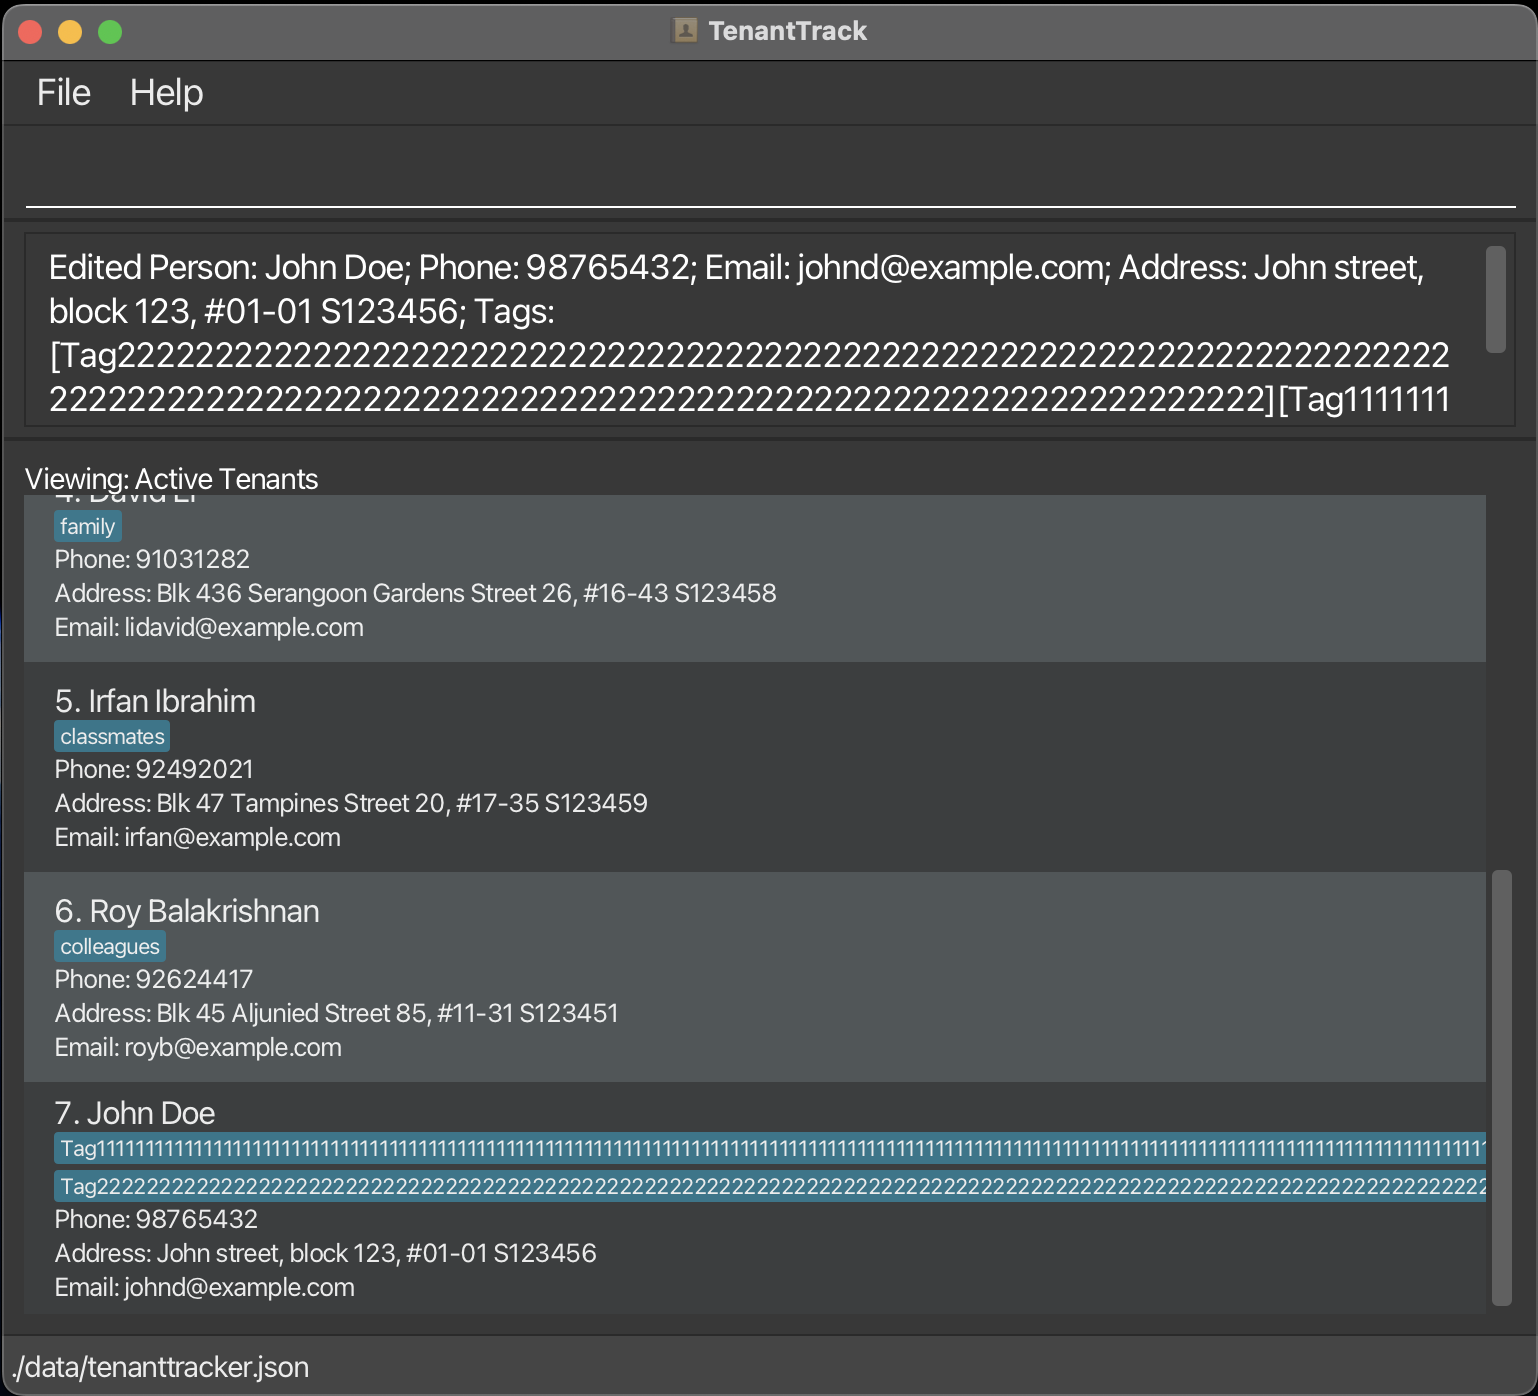 TenantTrack
File Help
Edited Person: John Doe; Phone: 98765432; Email: johnd@example.com; Address: John street,
block 123, #01-01 S123456; Tags:
Viewing: Active Tenants
4. David Li
family
Phone: 91031282
Address: Blk 436 Serangoon Gardens Street 26, #16-43 S123458
Email: lidavid@example.com
5. Irfan Ibrahim
classmates
Phone: 92492021
Address: Blk 47 Tampines Street 20, #17-35 S123459
Email: irfan@example.com
6. Roy Balakrishnan
colleagues
Phone: 92624417
Address: Blk 45 Aljunied Street 85, #11-31 S123451
Email: royb@example.com
7. John Doe
Phone: 98765432
Address: John street, block 123, #01-01 S123456
Email: johnd@example.com
./data/tenanttracker.json